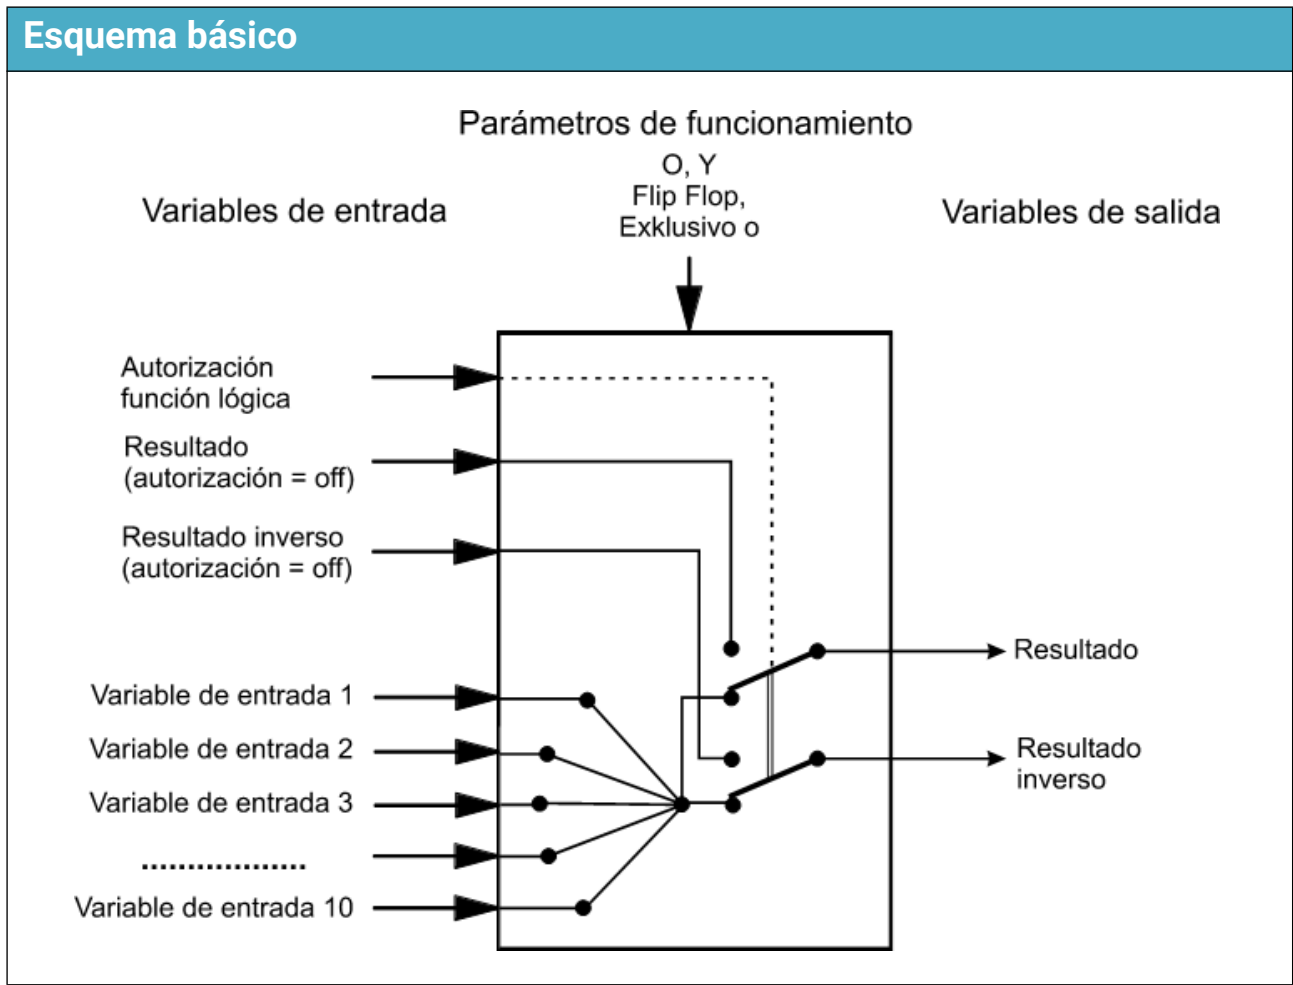 Esquema básico
Parámetros de funcionamiento
O, Y
Flip Flop,
Exklusivo o
Variables de entrada
Variables de salida
Autorización
función lógica
Resultado
(autorización = off)
Resultado inverso
(autorización = off)
Variable de entrada 1
Variable de entrada 2
Variable de entrada 3
..................
Variable de entrada 10
Resultado
Resultado
inverso